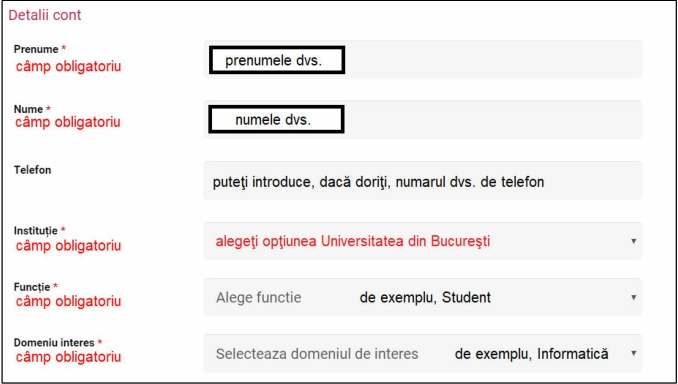 Detalii cont
Prenume *
câmp obligatoriu
prenumele dvs.
Nume *
câmp obligatoriu
numele dvs.
Telefon
puteţi introduce, dacă doriţi, numarul dvs. de telefon
Instituție *
câmp obligatoriu
alegeţi opţiunea Universitatea din Bucureşti
Funcție *
câmp obligatoriu
Alege functie de exemplu, Student
Domeniu interes *
câmp obligatoriu
Selecteaza domeniul de interes de exemplu, Informatică